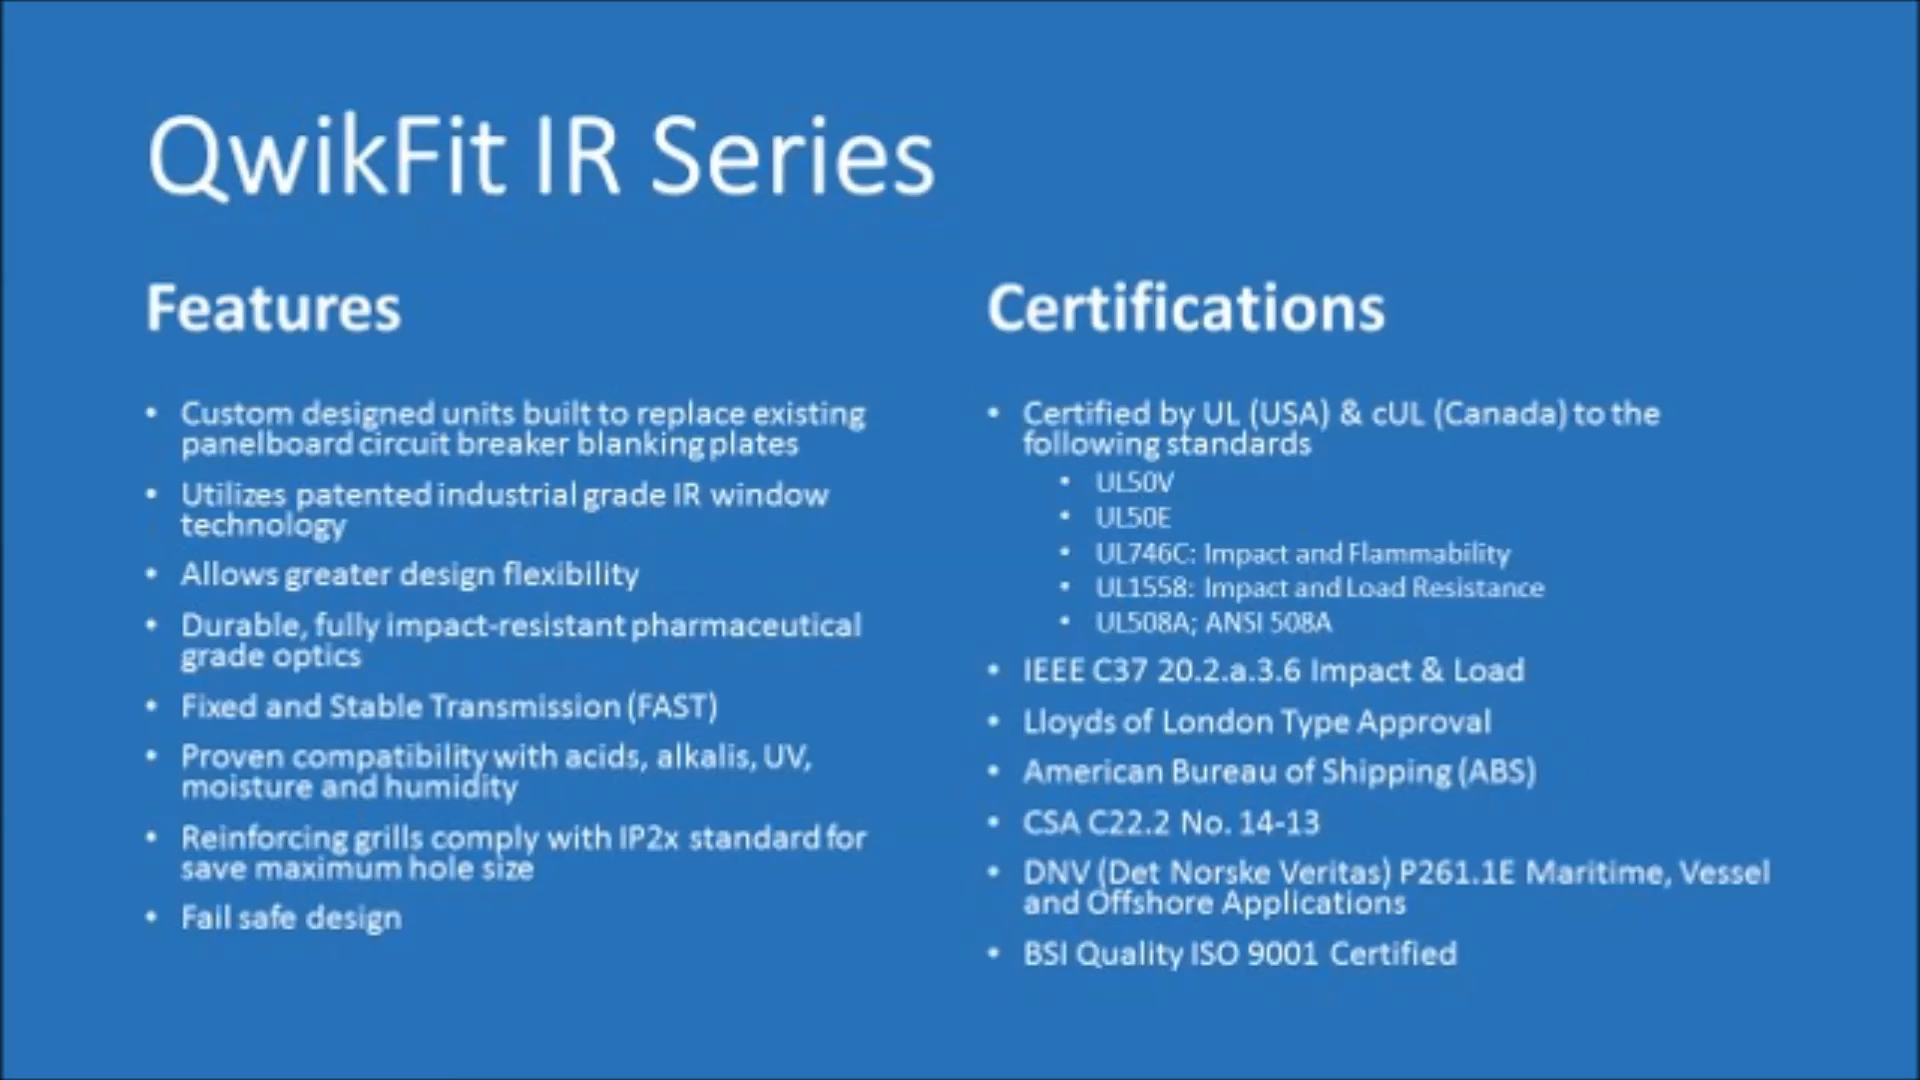 QwikFit IR Series
Features
• Custom designed units built to replace existing
panelboard circuit breaker blanking plates
• Utilizes patented industrial grade IR window
technology
• Allows greater design flexibility
• Durable, fully impact-resistant pharmaceutical
grade optics
• Fixed and Stable Transmission (FAST)
• Proven compatibility with acids, alkalis, UV,
moisture and humidity
• Reinforcing grills comply with IP2x standard for
save maximum hole size
• Fail safe design
Certifications
• Certified by UL (USA) & cUL (Canada) to the
following standards
• UL50V
• UL50E
• UL746C: Impact and Flammability
• UL1558: Impact and Load Resistance
• UL508A; ANSI 508A
• IEEE C37 20.2.a.3.6 Impact & Load
• Lloyds of London Type Approval
• American Bureau of Shipping (ABS)
• CSA C22.2 No. 14-13
• DNV (Det Norske Veritas) P261.1E Maritime, Vessel
and Offshore Applications
• BSI Quality ISO 9001 Certified